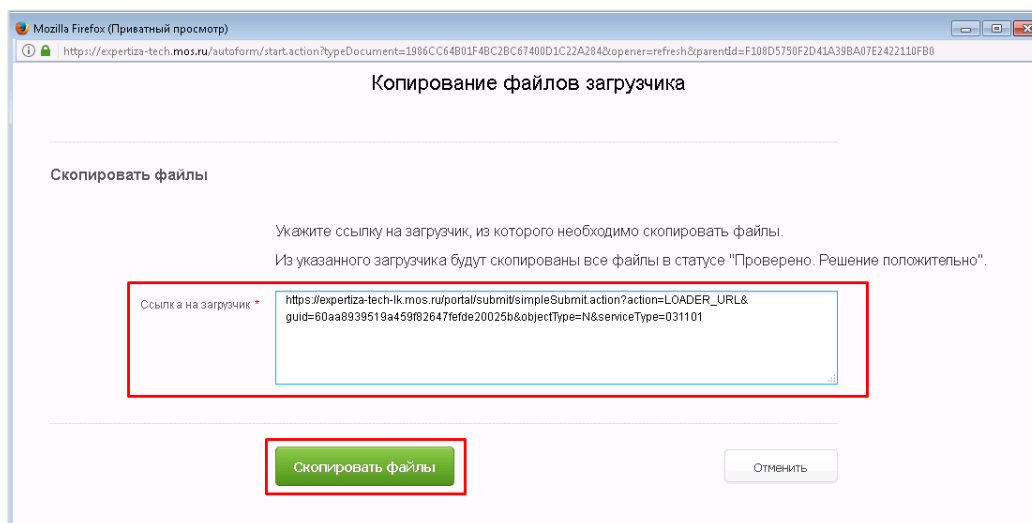 Mozilla Firefox (Приватный просмотр)
https://expertiza-tech.mos.ru/autoform/start.action?typeDocument=1986CC64B01F4BC2BC67400D1C22A284&opener=refresh&parentId=F108D5750F2D41A39BA07E2422110FB0
Копирование файлов загрузчика
Скопировать файлы
Укажите ссылку на загрузчик, из которого необходимо скопировать файлы.
Из указанного загрузчика будут скопированы все файлы в статусе "Проверено. Решение положительно".
Ссылка на загрузчик *
https://expertiza-tech-lk.mos.ru/portal/submit/simpleSubmit.action?action=LOADER_URL&
guid=60aa8939519a459f82647fefde20025b&objectType=N&serviceType=031101
Скопировать файлы
Отменить